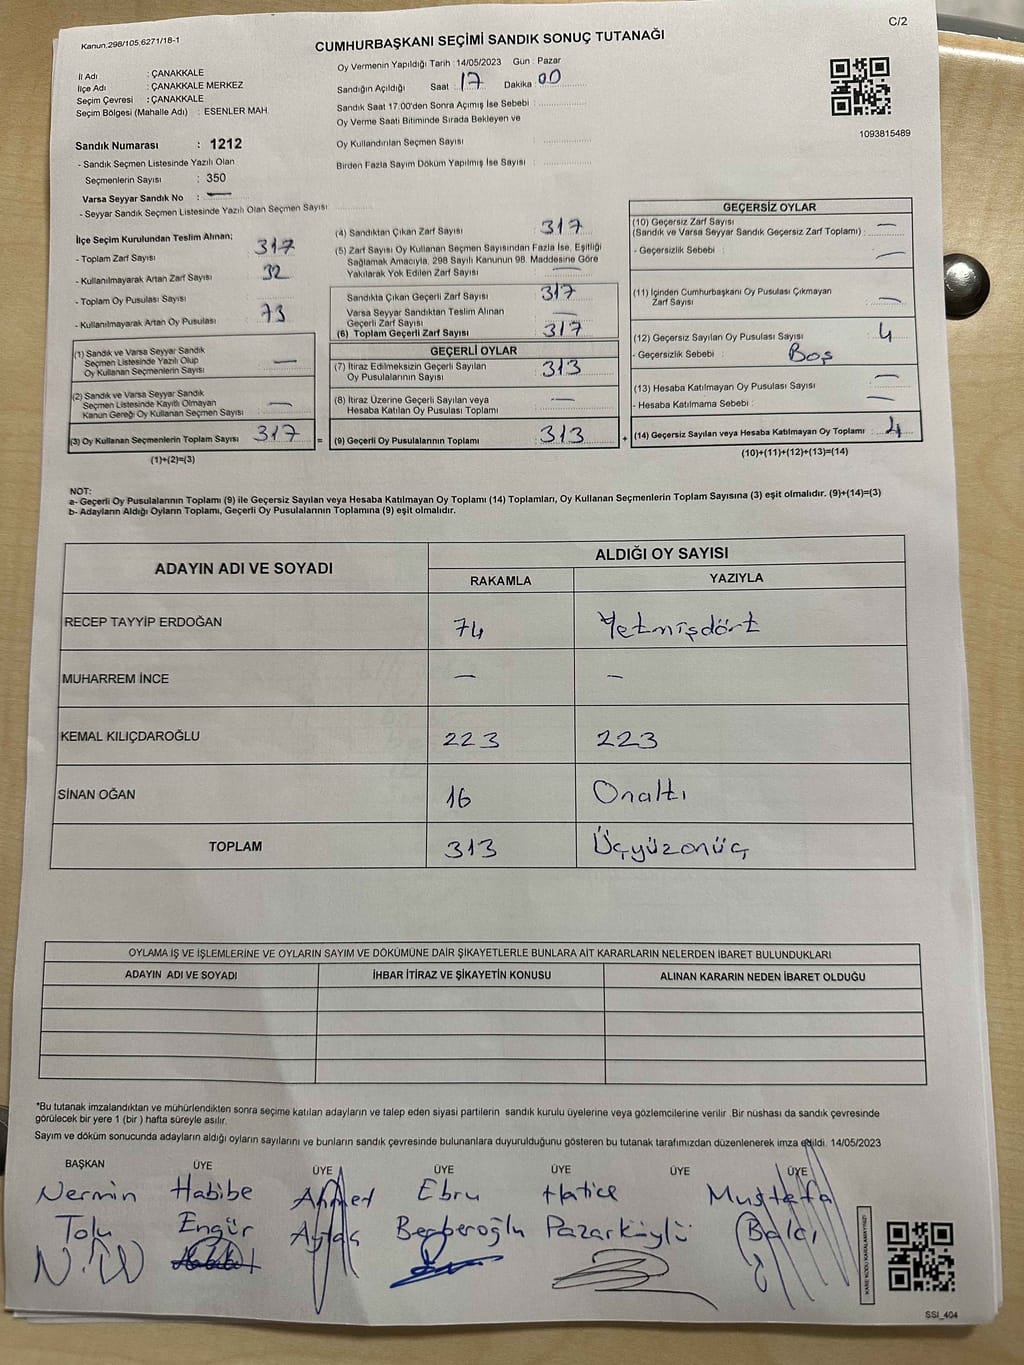 C/2
Kanun,298/105,6271/18-1
CUMHURBAŞKANI SEÇİMİ SANDIK SONUÇ TUTANAĞI
İl Adı : ÇANAKKALE
İlçe Adı : ÇANAKKALE MERKEZ
Seçim Çevresi : ÇANAKKALE
Seçim Bölgesi (Mahalle Adı) : ESENLER MAH.
Oy Vermenin Yapıldığı Tarih :14/05/2023 Gün : Pazar
Sandığın Açıldığı Saat : 17 Dakika : 00
Sandık Saat 17:00'den Sonra Açımış İse Sebebi :
Oy Verme Saati Bitiminde Sırada Bekleyen ve
Oy Kullandırılan Seçmen Sayısı :
Birden Fazla Sayım Döküm Yapılmış İse Sayısı :
1093815489
Sandık Numarası : 1212
- Sandık Seçmen Listesinde Yazılı Olan
Seçmenlerin Sayısı : 350
Varsa Seyyar Sandık No : —
- Seyyar Sandık Seçmen Listesinde Yazılı Olan Seçmen Sayısı
İlçe Seçim Kurulundan Teslim Alınan;
- Toplam Zarf Sayısı : 317
- Kullanılmayarak Artan Zarf Sayısı : 32
- Toplam Oy Pusulası Sayısı :
- Kullanılmayarak Artan Oy Pusulası : 73
(1) Sandık ve Varsa Seyyar Sandık
Seçmen Listesinde Yazılı Olup
Oy Kullanan Seçmenlerin Sayısı : —
(2) Sandık ve Varsa Seyyar Sandık
Seçmen Listesinde Kayıtlı Olmayan
Kanun Gereği Oy Kullanan Seçmen Sayısı : —
(3) Oy Kullanan Seçmenlerin Toplam Sayısı : 317 =
(1)+(2)=(3)
(4) Sandıktan Çıkan Zarf Sayısı : 317
(5) Zarf Sayısı Oy Kullanan Seçmen Sayısından Fazla İse, Eşitliği
Sağlamak Amacıyla, 298 Sayılı Kanunun 98. Maddesine Göre
Yakılarak Yok Edilen Zarf Sayısı : —
Sandıkta Çıkan Geçerli Zarf Sayısı : 317
Varsa Seyyar Sandıktan Teslim Alınan
Geçerli Zarf Sayısı : —
(6) Toplam Geçerli Zarf Sayısı : 317
GEÇERLİ OYLAR
(7) İtiraz Edilmeksizin Geçerli Sayılan
Oy Pusulalarının Sayısı : 313
(8) İtiraz Üzerine Geçerli Sayılan veya
Hesaba Katılan Oy Pusulası Toplamı : —
(9) Geçerli Oy Pusulalarının Toplamı : 313 +
GEÇERSİZ OYLAR
(10) Geçersiz Zarf Sayısı
(Sandık ve Varsa Seyyar Sandık Geçersiz Zarf Toplamı) : —
- Geçersizlik Sebebi : —
(11) İçinden Cumhurbaşkanı Oy Pusulası Çıkmayan
Zarf Sayısı : —
(12) Geçersiz Sayılan Oy Pusulası Sayısı : 4
- Geçersizlik Sebebi : Boş
(13) Hesaba Katılmayan Oy Pusulası Sayısı : —
- Hesaba Katılmama Sebebi : —
(14) Geçersiz Sayılan veya Hesaba Katılmayan Oy Toplamı : 4
(10)+(11)+(12)+(13)=(14)
NOT:
a- Geçerli Oy Pusulalarının Toplamı (9) ile Geçersiz Sayılan veya Hesaba Katılmayan Oy Toplamı (14) Toplamları, Oy Kullanan Seçmenlerin Toplam Sayısına (3) eşit olmalıdır. (9)+(14)=(3)
b- Adayların Aldığı Oyların Toplamı, Geçerli Oy Pusulalarının Toplamına (9) eşit olmalıdır.
ADAYIN ADI VE SOYADI
ALDIĞI OY SAYISI
RAKAMLA YAZIYLA
RECEP TAYYİP ERDOĞAN 74 Yetmişdört
MUHARREM İNCE — —
KEMAL KILIÇDAROĞLU 223 223
SİNAN OĞAN 16 Onaltı
TOPLAM 313 Üçyüzonüç
OYLAMA İŞ VE İŞLEMLERİNE VE OYLARIN SAYIM VE DÖKÜMÜNE DAİR ŞİKAYETLERLE BUNLARA AİT KARARLARIN NELERDEN İBARET BULUNDUKLARI
ADAYIN ADI VE SOYADI İHBAR İTİRAZ VE ŞİKAYETİN KONUSU ALINAN KARARIN NEDEN İBARET OLDUĞU
*Bu tutanak imzalandıktan ve mühürlendikten sonra seçime katılan adayların ve talep eden siyasi partilerin sandık kurulu üyelerine veya gözlemcilerine verilir .Bir nüshası da sandık çevresinde
görülecek bir yere 1 (bir ) hafta süreyle asılır.
Sayım ve döküm sonucunda adayların aldığı oyların sayılarını ve bunların sandık çevresinde bulunanlara duyurulduğunu gösteren bu tutanak tarafımızdan düzenlenerek imza edildi. 14/05/2023
BAŞKAN ÜYE ÜYE ÜYE ÜYE ÜYE ÜYE
Nermin Habibe Ahmed Ebru Hatice Mustafa
Tolu Engür Berberoğlu Pazarköylü Balcı
KARE KODU KARALAMAYINIZ!
SSI_404